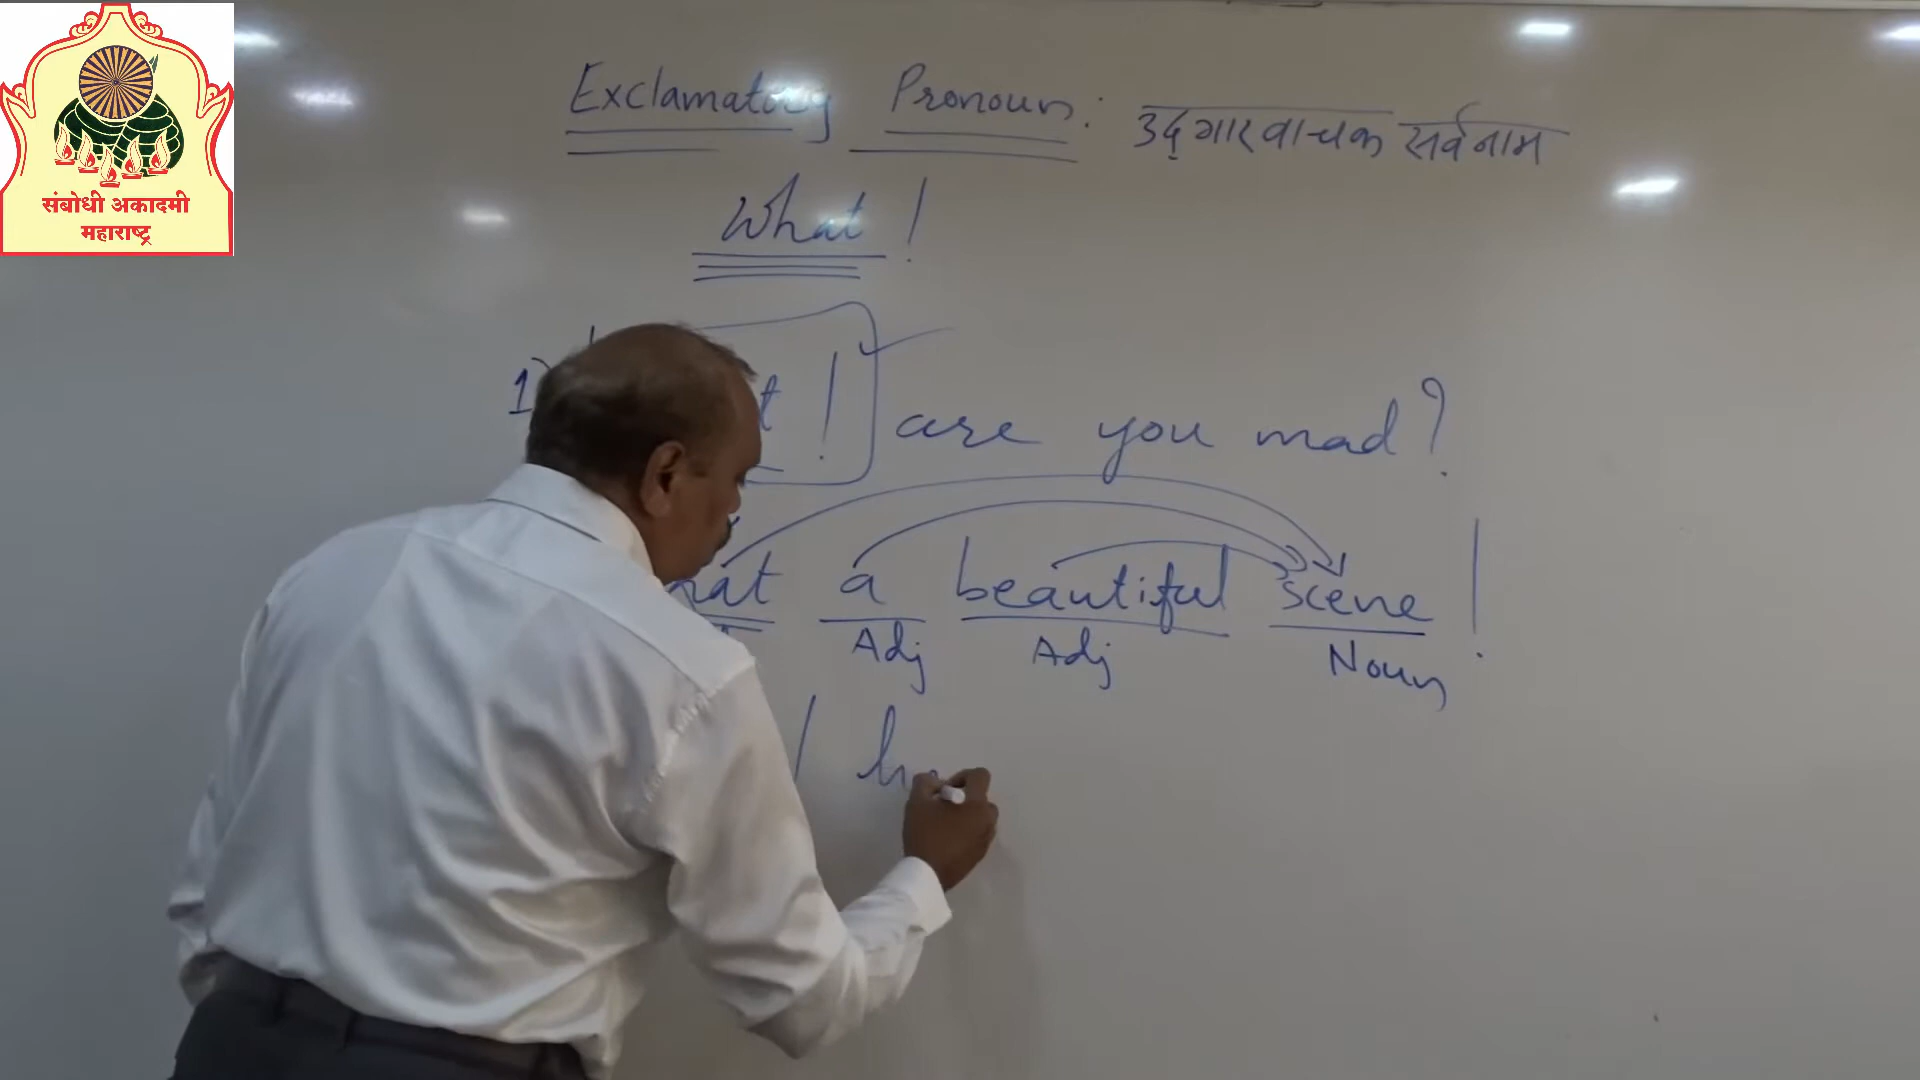 संबोधी अकादमी
महाराष्ट्र
Exclamatory Pronoun: उद्गारवाचक सर्वनाम
What !
1) ! are you mad?
a beautiful scene !
Adj Adj Noun